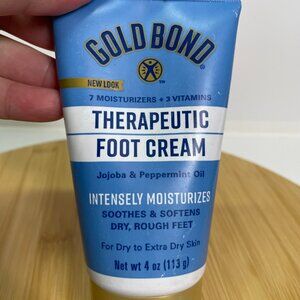 GOLD BOND®
NEW LOOK
™
7 MOISTURIZERS + 3 VITAMINS
THERAPEUTIC
FOOT CREAM
Jojoba & Peppermint Oil
INTENSELY MOISTURIZES
SOOTHES & SOFTENS
DRY, ROUGH FEET
For Dry to Extra Dry Skin
Net wt 4 oz (113 g)